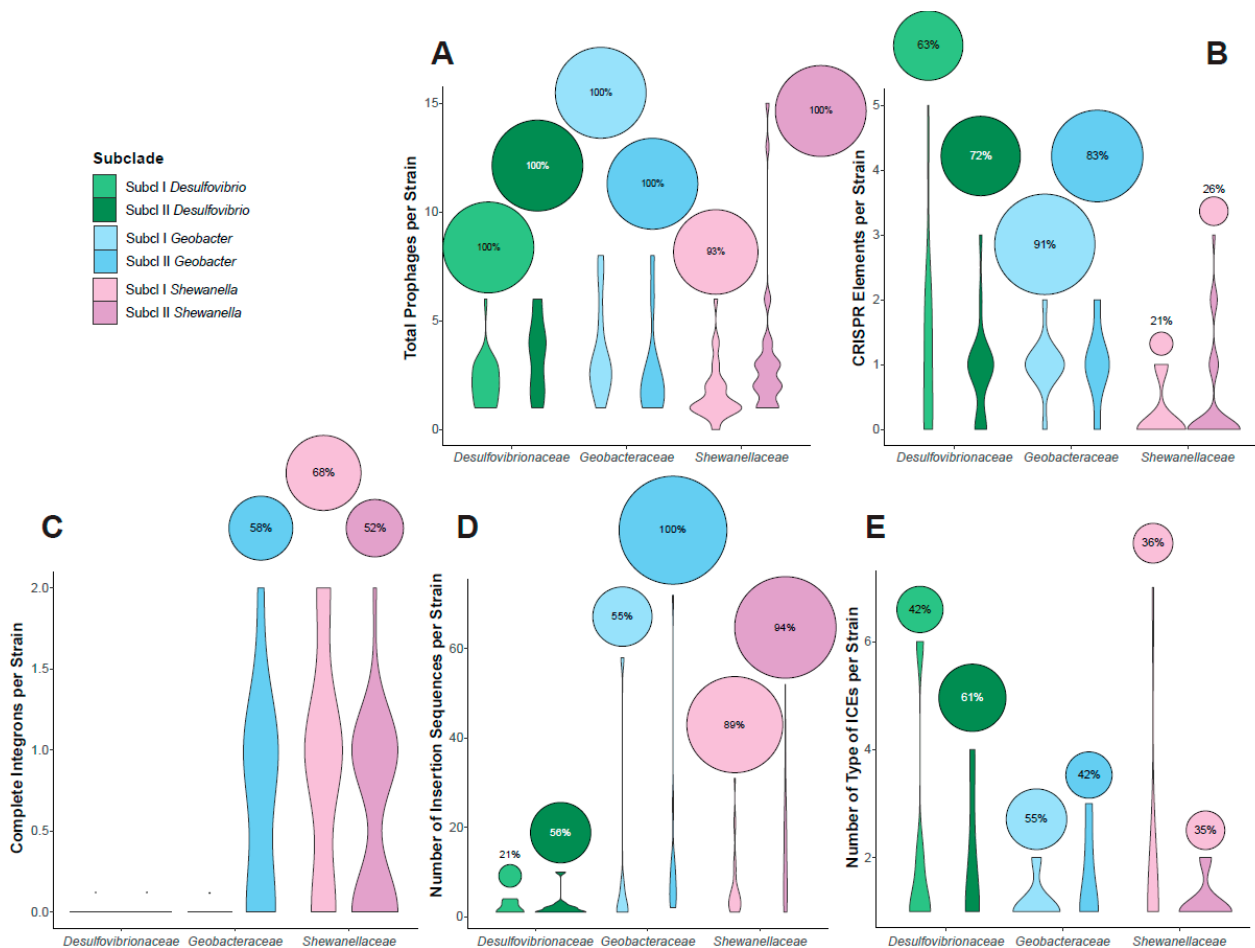 A
B
63%
100%
15
Total Prophages per Strain
10
5
0
100%
100%
100%
93%
100%
Desulfovibrionaceae Geobacteraceae Shewanellaceae
CRISPR Elements per Strain
5
4
3
2
1
0
72%
83%
91%
21%
26%
Desulfovibrionaceae Geobacteraceae Shewanellaceae
Subclade
Subcl I Desulfovibrio
Subcl II Desulfovibrio
Subcl I Geobacter
Subcl II Geobacter
Subcl I Shewanella
Subcl II Shewanella
C
68%
58%
52%
Complete Integrons per Strain
2.0
1.5
1.0
0.5
0.0
Desulfovibrionaceae Geobacteraceae Shewanellaceae
D
100%
Number of Insertion Sequences per Strain
60
40
20
0
55%
94%
89%
21%
56%
Desulfovibrionaceae Geobacteraceae Shewanellaceae
E
36%
Number of Type of ICEs per Strain
6
4
2
42%
61%
42%
55%
35%
Desulfovibrionaceae Geobacteraceae Shewanellaceae